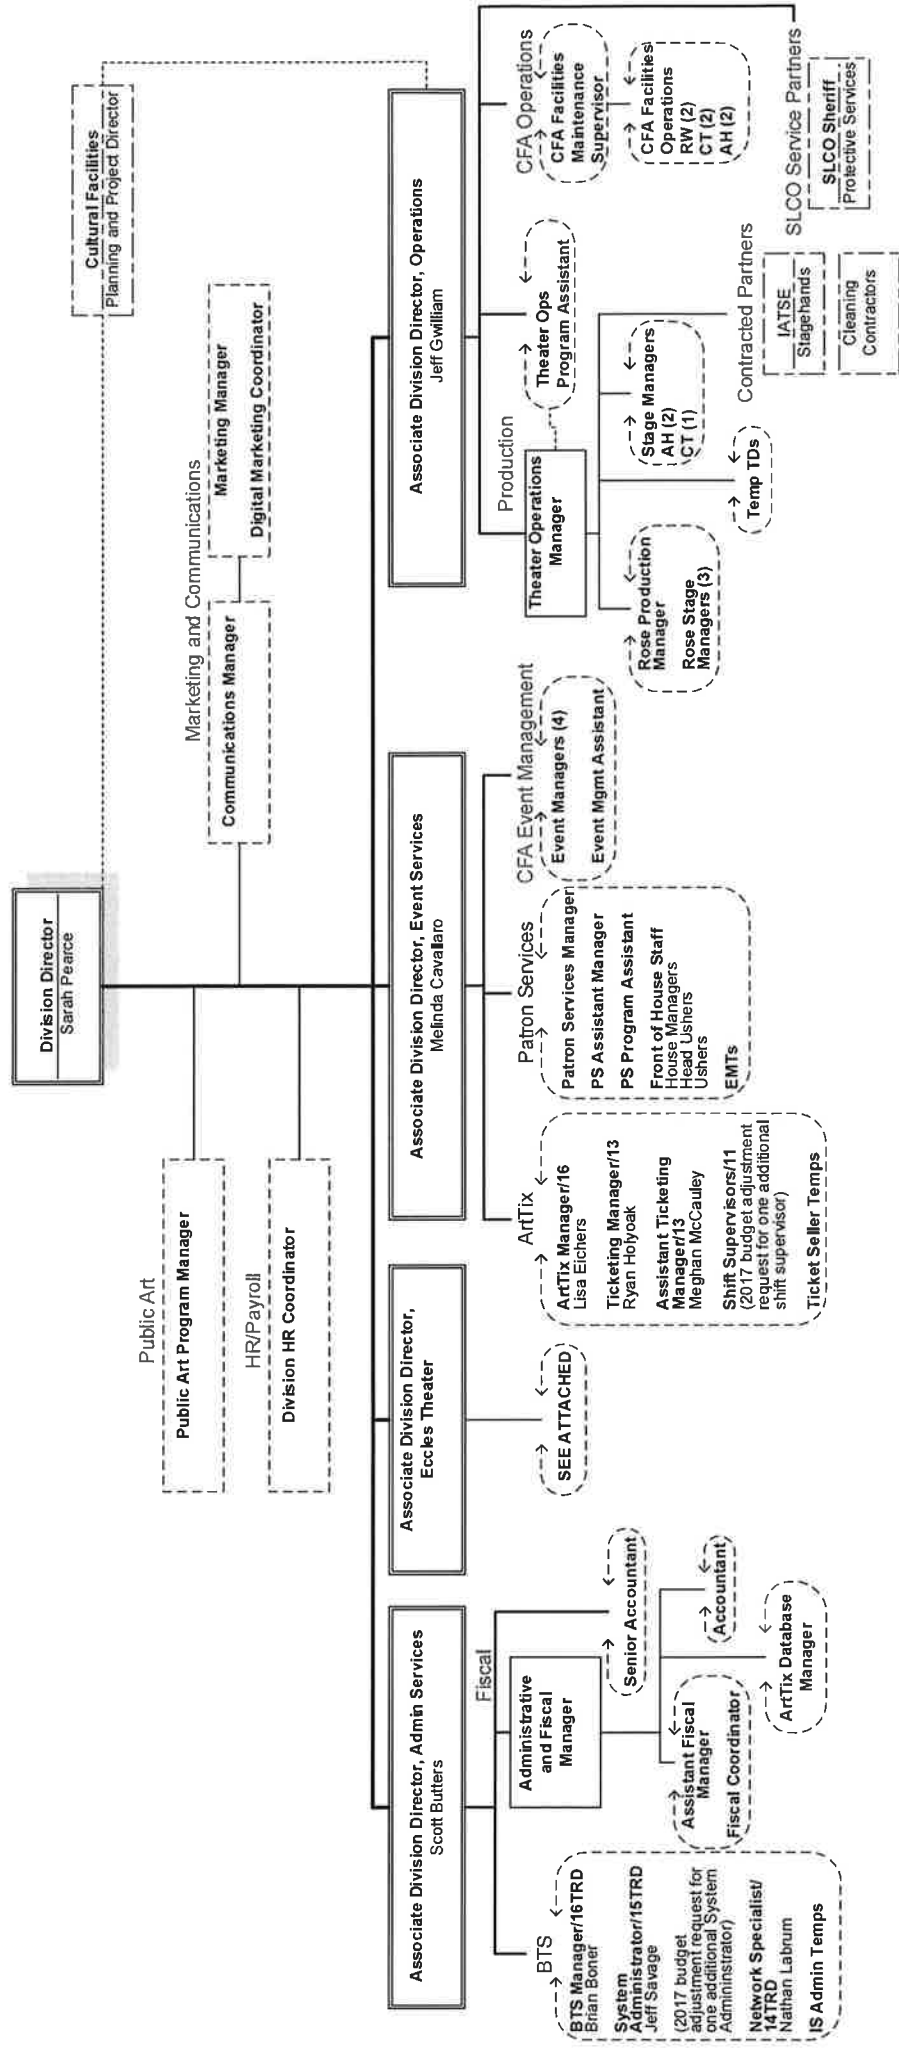 Division Director
Sarah Pearce
Cultural Facilities
Planning and Project Director
Public Art
Public Art Program Manager
HR/Payroll
Division HR Coordinator
Marketing and Communications
Communications Manager
Marketing Manager
Digital Marketing Coordinator
Associate Division Director, Admin Services
Scott Butters
Associate Division Director,
Eccles Theater
Associate Division Director, Event Services
Melinda Cavallaro
Associate Division Director, Operations
Jeff Gwilliam
BTS
BTS Manager/16TRD
Brian Boner
System
Administrator/15TRD
Jeff Savage
(2017 budget
adjustment request for
one additional System
Admininstrator)
Network Specialist/
14TRD
Nathan Labrum
IS Admin Temps
Fiscal
Administrative
and Fiscal
Manager
Senior Accountant
Assistant Fiscal
Manager
Fiscal Coordinator
Accountant
ArtTix Database
Manager
SEE ATTACHED
ArtTix
ArtTix Manager/16
Lisa Eichers
Ticketing Manager/13
Ryan Holyoak
Assistant Ticketing
Manager/13
Meghan McCauley
Shift Supervisors/11
(2017 budget adjustment
request for one additional
shift supervisor)
Ticket Seller Temps
Patron Services
Patron Services Manager
PS Assistant Manager
PS Program Assistant
Front of House Staff
House Managers
Head Ushers
Ushers
EMTs
CFA Event Management
Event Managers (4)
Event Mgmt Assistant
Production
Theater Operations
Manager
Theater Ops
Program Assistant
Rose Production
Manager
Rose Stage
Managers (3)
Temp TDs
Stage Managers
AH (2)
CT (1)
Contracted Partners
IATSE
Stagehands
Cleaning
Contractors
CFA Operations
CFA Facilities
Maintenance
Supervisor
CFA Facilities
Operations
RW (2)
CT (2)
AH (2)
SLCO Service Partners
SLCO Sheriff
Protective Services